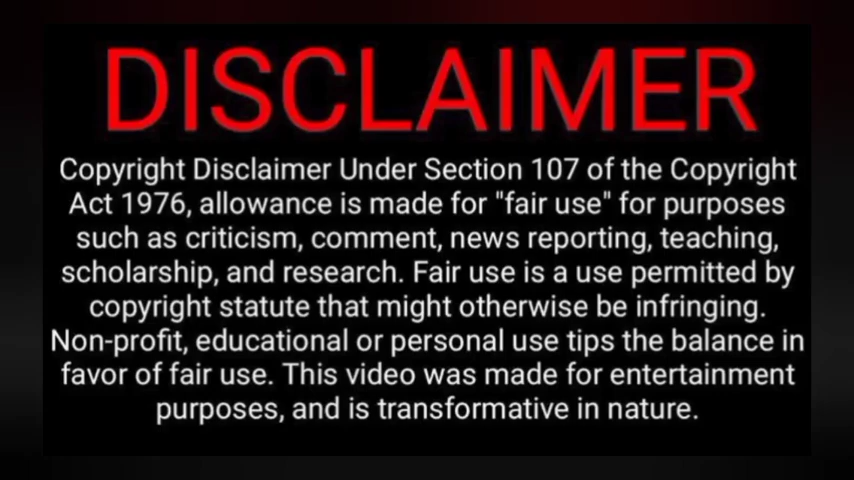 DISCLAIMER
Copyright Disclaimer Under Section 107 of the Copyright
Act 1976, allowance is made for "fair use" for purposes
such as criticism, comment, news reporting, teaching,
scholarship, and research. Fair use is a use permitted by
copyright statute that might otherwise be infringing.
Non-profit, educational or personal use tips the balance in
favor of fair use. This video was made for entertainment
purposes, and is transformative in nature.